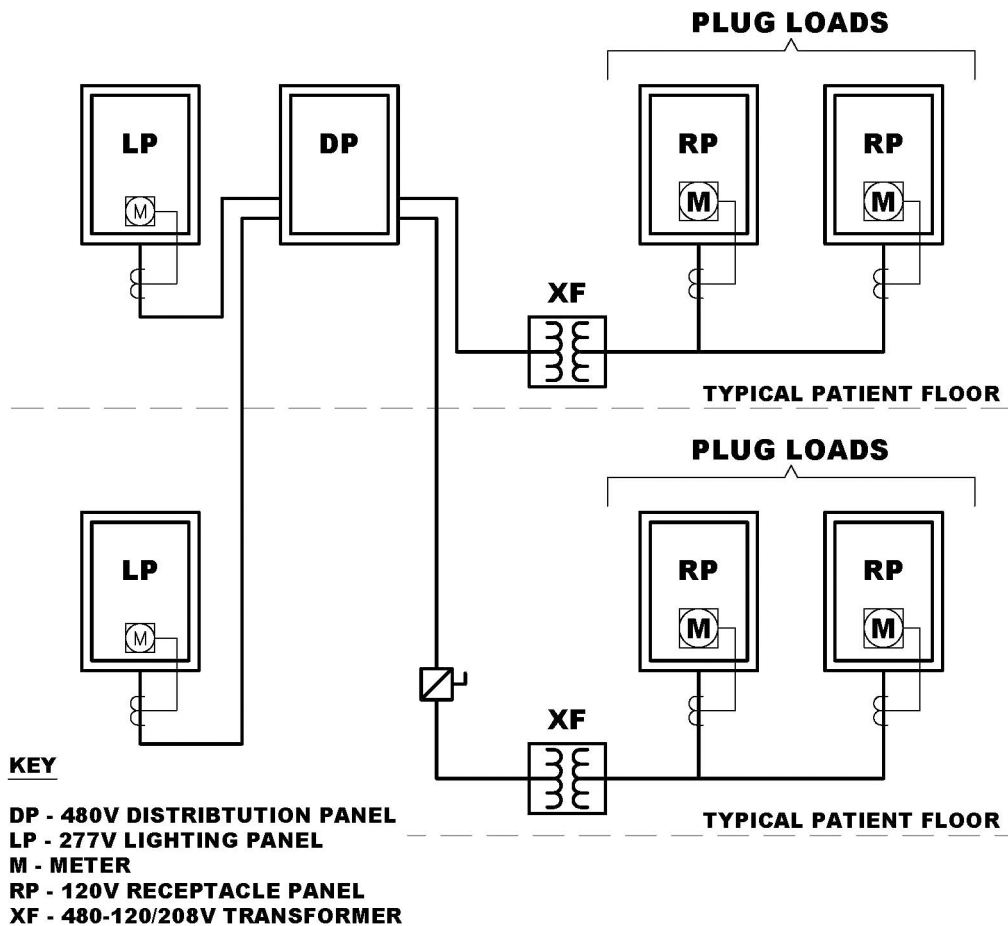 PLUG LOADS
LP
DP
RP
RP
M
M
M
XF
TYPICAL PATIENT FLOOR
PLUG LOADS
LP
RP
RP
M
M
M
XF
KEY
TYPICAL PATIENT FLOOR
DP - 480V DISTRIBTUTION PANEL
LP - 277V LIGHTING PANEL
M - METER
RP - 120V RECEPTACLE PANEL
XF - 480-120/208V TRANSFORMER